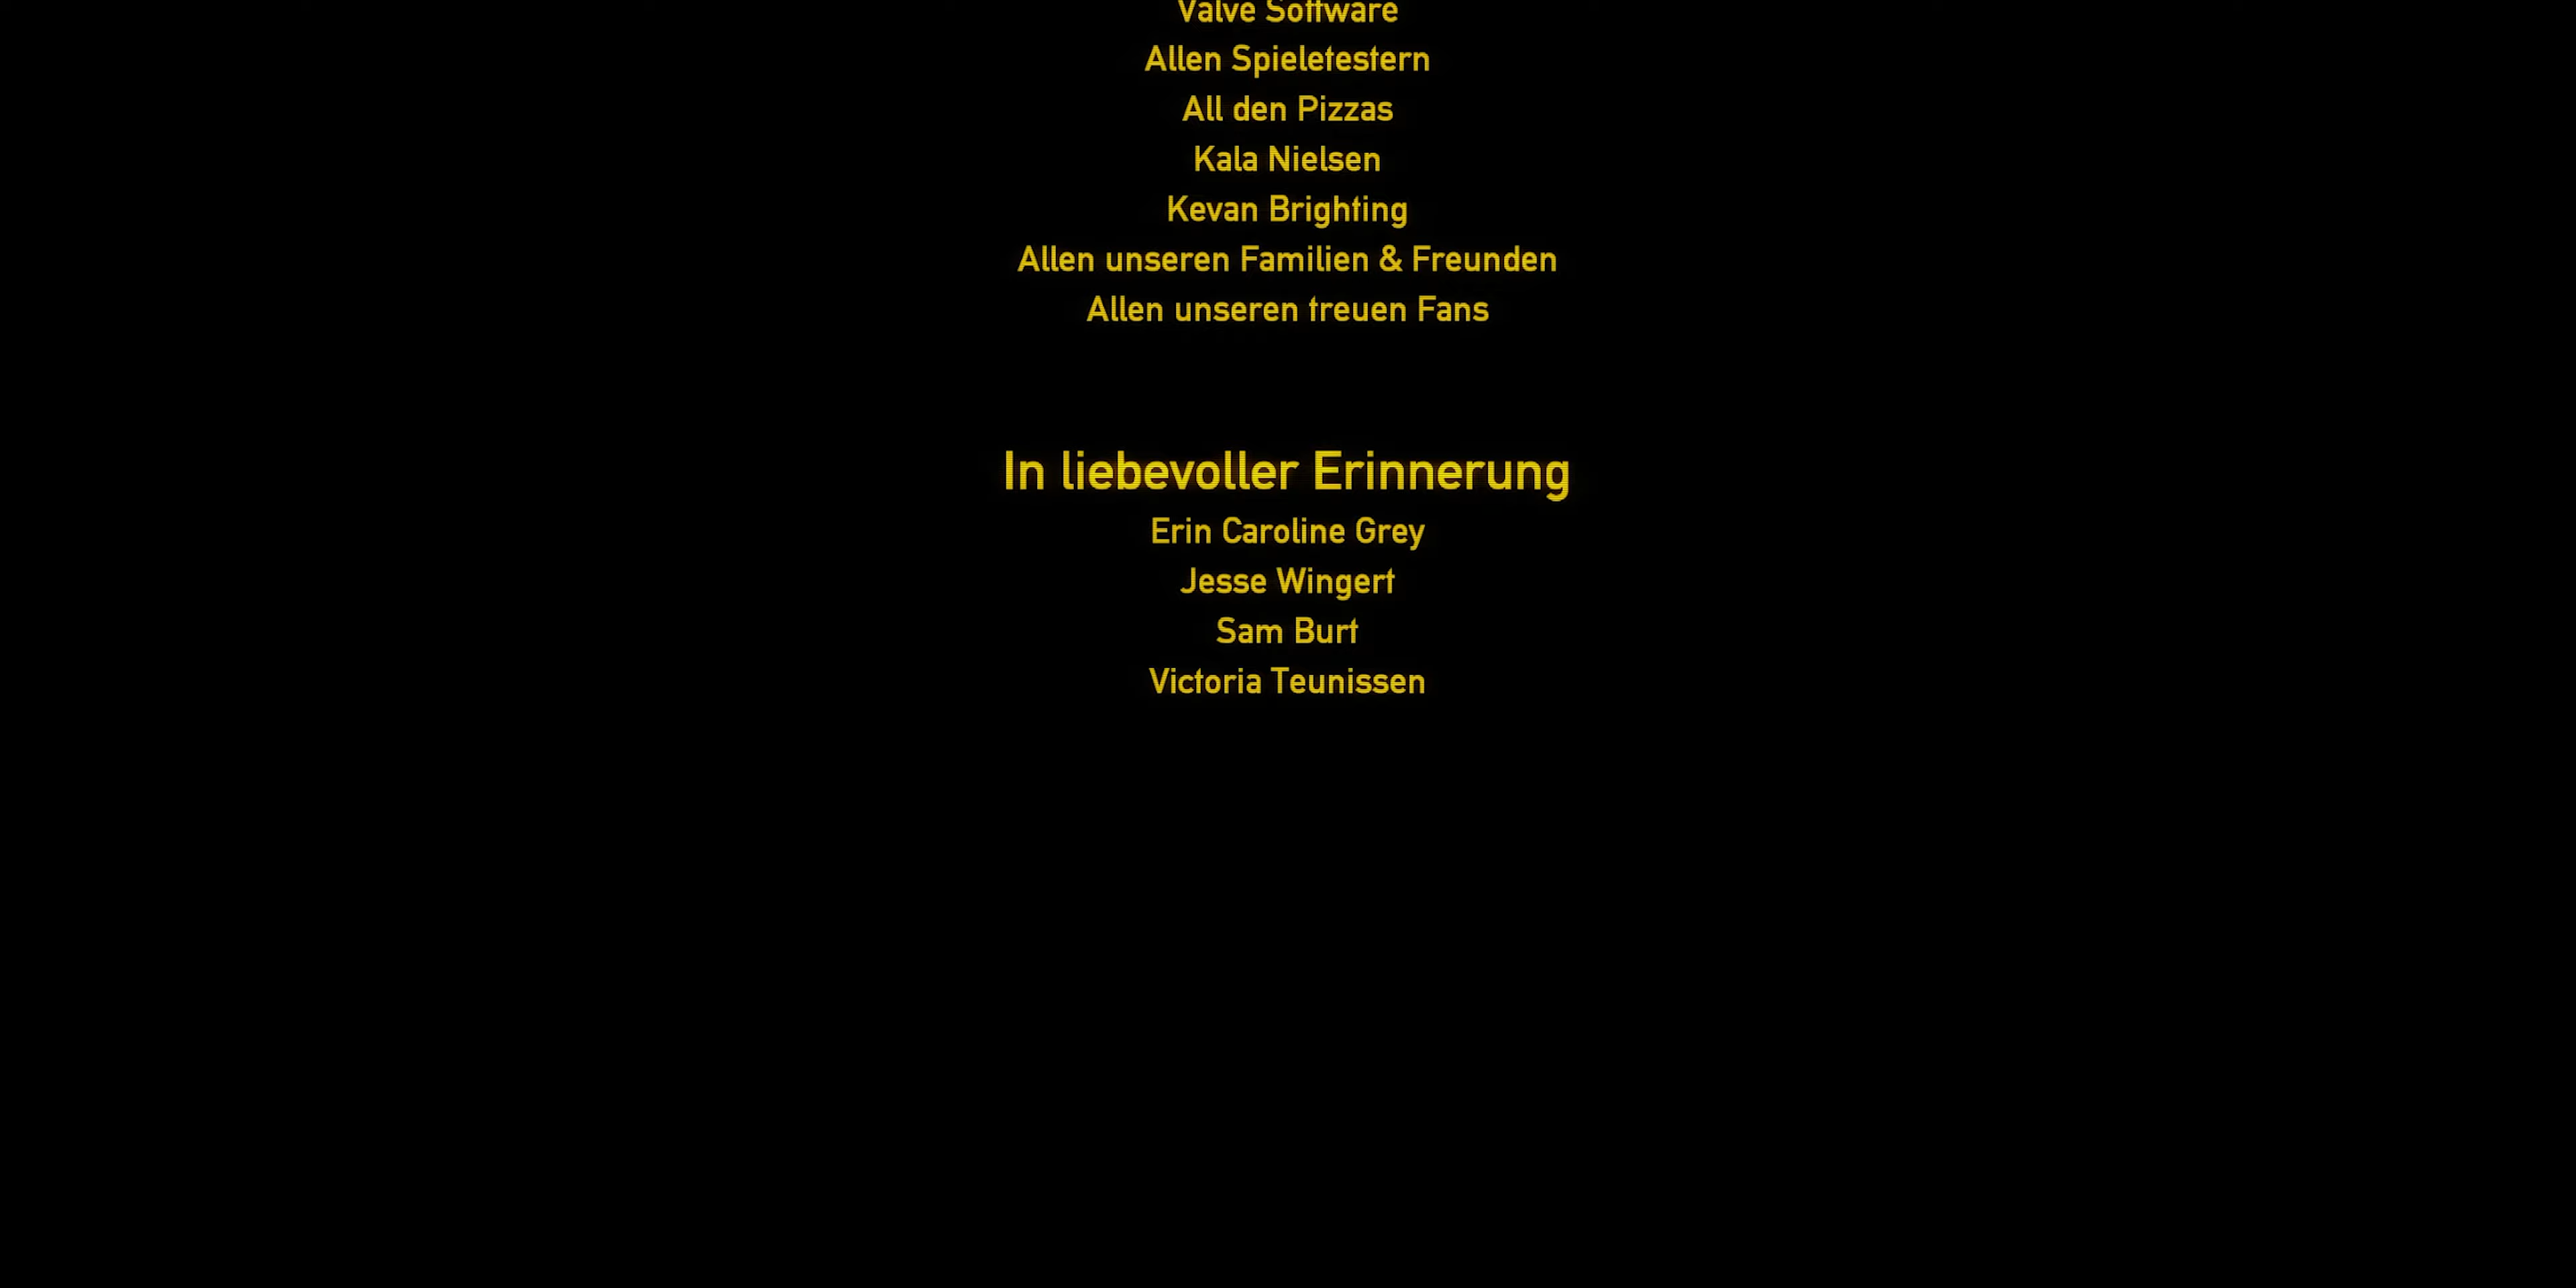 Valve Software
Allen Spieletestern
All den Pizzas
Kala Nielsen
Kevan Brighting
Allen unseren Familien & Freunden
Allen unseren treuen Fans
In liebevoller Erinnerung
Erin Caroline Grey
Jesse Wingert
Sam Burt
Victoria Teunissen